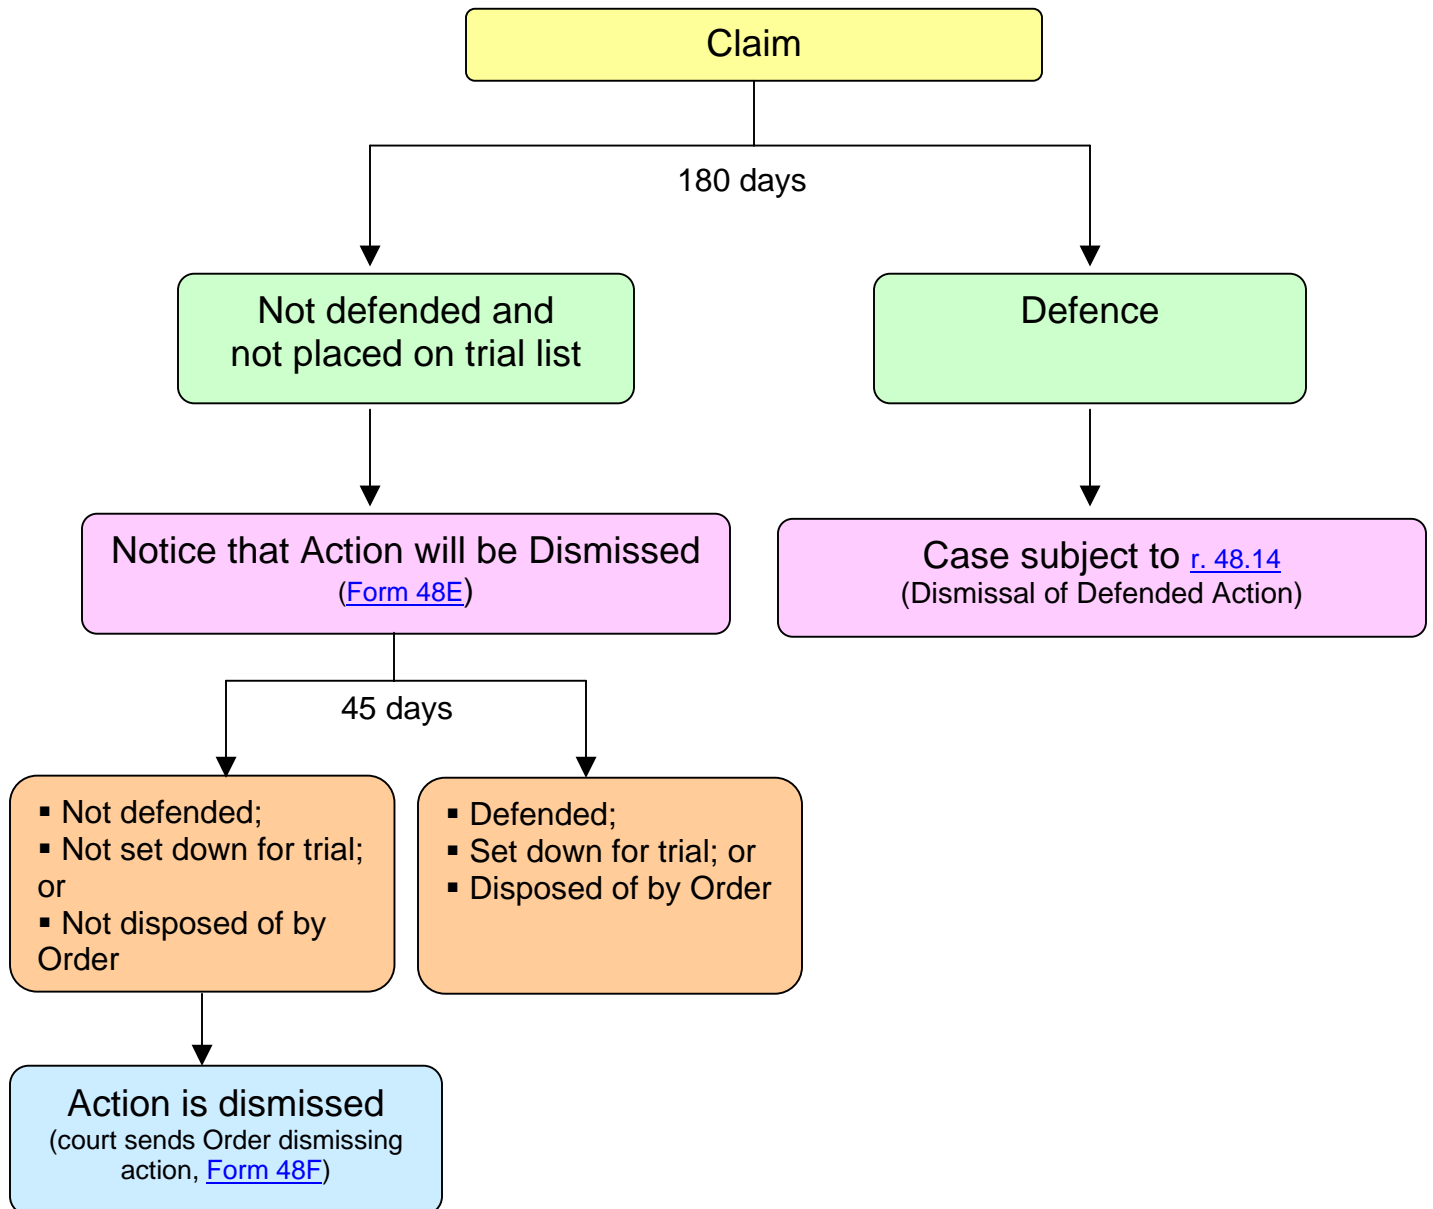 Claim
180 days
Not defended and
not placed on trial list
Defence
Notice that Action will be Dismissed
(Form 48E)
Case subject to r. 48.14
(Dismissal of Defended Action)
45 days
▪ Not defended;
▪ Not set down for trial;
or
▪ Not disposed of by
Order
▪ Defended;
▪ Set down for trial; or
▪ Disposed of by Order
Action is dismissed
(court sends Order dismissing
action, Form 48F)